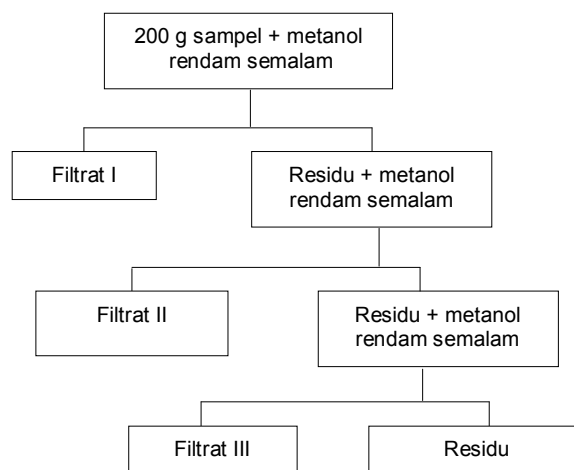 200 g sampel + metanol
rendam semalam
Filtrat I
Residu + metanol
rendam semalam
Filtrat II
Residu + metanol
rendam semalam
Filtrat III
Residu